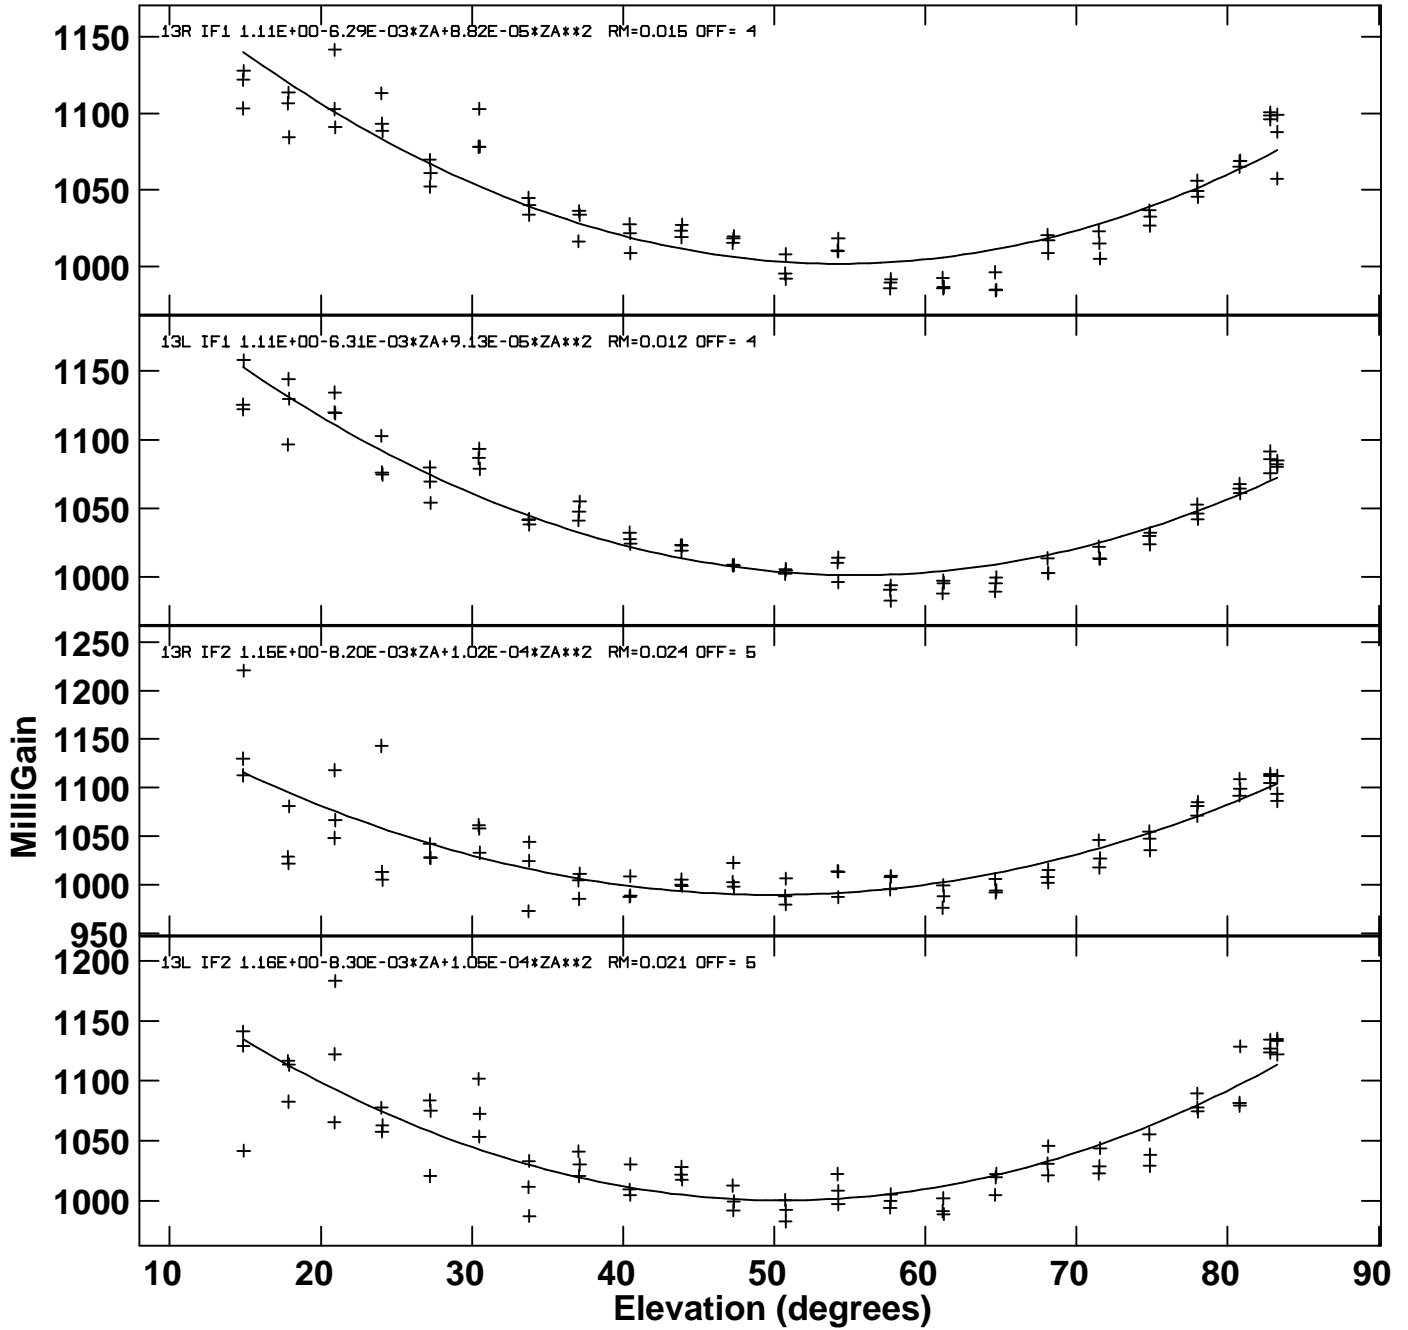 13R IF1 1.11E+00-6.29E-03*ZA+8.82E-05*ZA**2 RM=0.015 OFF= 4
1150
1100
1050
1000
13L IF1 1.11E+00-6.31E-03*ZA+9.13E-05*ZA**2 RM=0.012 OFF= 4
1150
1100
1050
1000
13R IF2 1.15E+00-8.20E-03*ZA+1.02E-04*ZA**2 RM=0.024 OFF= 5
1250
1200
1150
1100
1050
1000
950
MilliGain
13L IF2 1.16E+00-8.30E-03*ZA+1.05E-04*ZA**2 RM=0.021 OFF= 5
1200
1150
1100
1050
1000
10 20 30 40 50 60 70 80 90
Elevation (degrees)